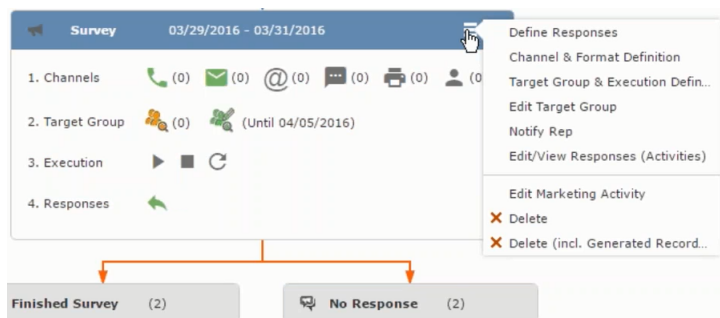 Survey 03/29/2016 - 03/31/2016
Define Responses
1. Channels (0) (0) @ (0) (0) (0) (0
Channel & Format Definition
Target Group & Execution Defin...
Edit Target Group
2. Target Group (0) (Until 04/05/2016)
Notify Rep
Edit/View Responses (Activities)
3. Execution
Edit Marketing Activity
4. Responses
Delete
Delete (incl. Generated Record...
Finished Survey (2) No Response (2)